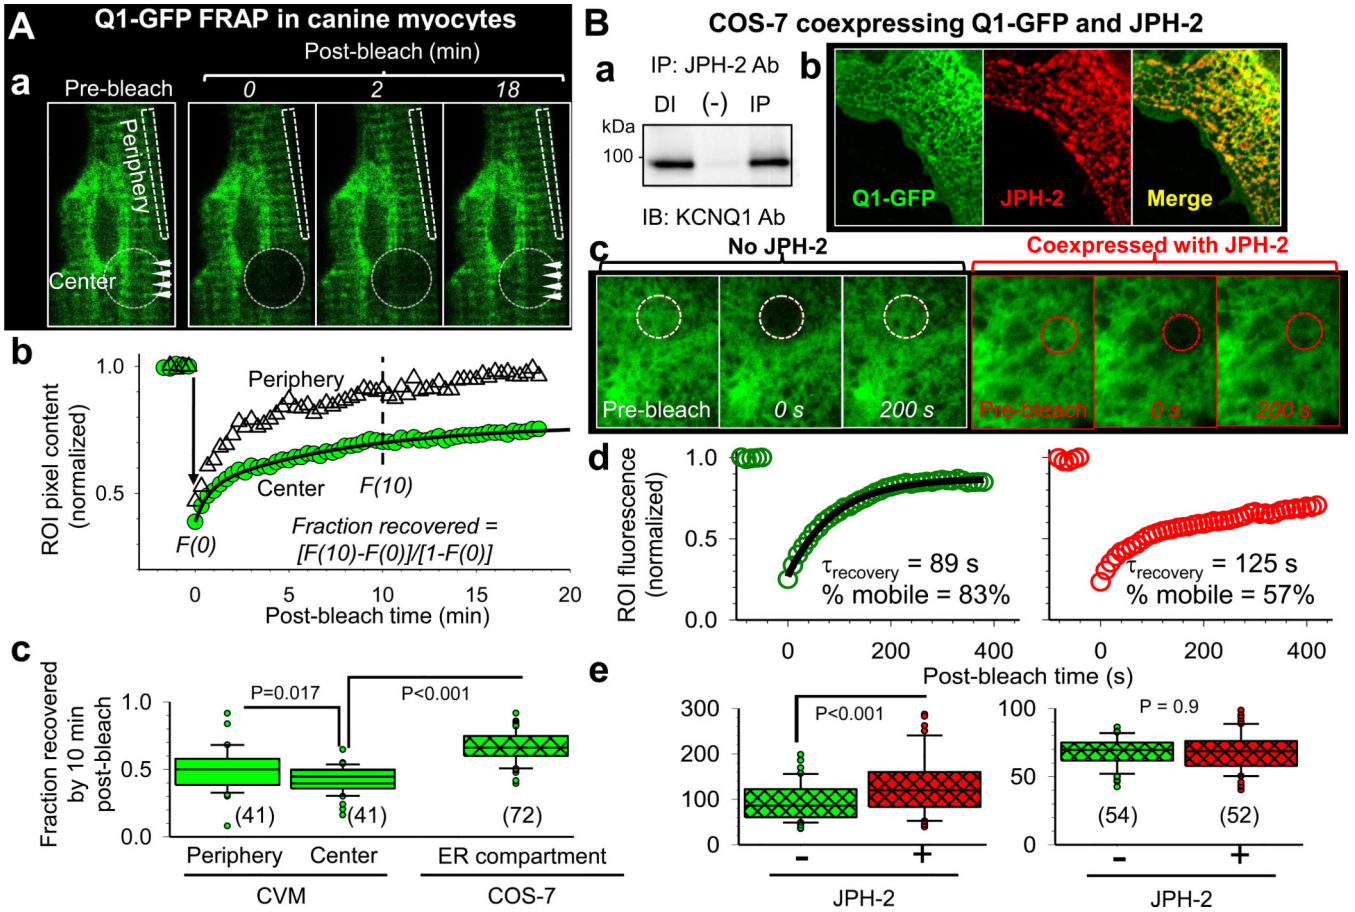 A
Q1-GFP FRAP in canine myocytes
Post-bleach (min)
a
Pre-bleach
0
2
18
Periphery
Center
b
ROI pixel content
(normalized)
1.0
0.5
Periphery
Center
F(10)
F(0)
Fraction recovered =
[F(10)-F(0)]/[1-F(0)]
0
5
10
15
20
Post-bleach time (min)
c
Fraction recovered
by 10 min
post-bleach
1.0
0.5
0.0
P=0.017
P<0.001
(41)
(41)
(72)
Periphery
Center
ER compartment
CVM
COS-7
B
COS-7 coexpressing Q1-GFP and JPH-2
a
IP: JPH-2 Ab
DI
(-)
IP
kDa
100
IB: KCNQ1 Ab
b
Q1-GFP
JPH-2
Merge
c
No JPH-2
Coexpressed with JPH-2
Pre-bleach
0 s
200 s
Pre-bleach
0 s
200 s
d
ROI fluorescence
(normalized)
1.0
0.5
0.0
τrecovery = 89 s
% mobile = 83%
τrecovery = 125 s
% mobile = 57%
0
200
400
0
200
400
Post-bleach time (s)
e
300
200
100
0
P<0.001
-
+
JPH-2
100
50
0
P = 0.9
(54)
(52)
-
+
JPH-2